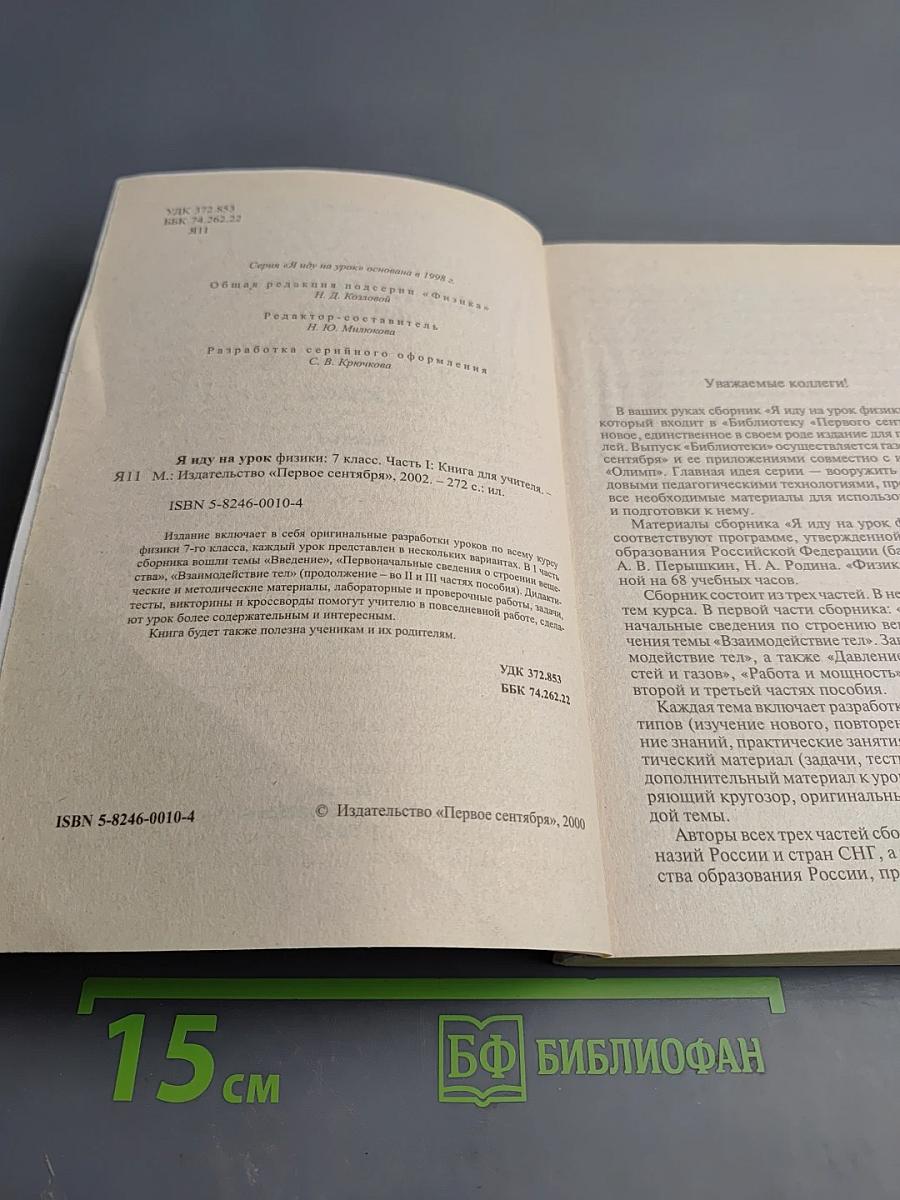 УДК 372.853
ББК 74.262.22
Я11
Серия «Я иду на урок» основана в 1998 г.
Общая редакция подсерии «Физика»
Н. Д. Козловой
Редактор-составитель
Н. Ю. Милюкова
Разработка серийного оформления
С. В. Крючкова
Я иду на урок физики: 7 класс. Часть I: Книга для учителя. –
Я11 М.: Издательство «Первое сентября», 2002. – 272 с.: ил.
ISBN 5-8246-0010-4
Издание включает в себя оригинальные разработки уроков по всему курсу
физики 7-го класса, каждый урок представлен в нескольких вариантах. В I часть
сборника вошли темы «Введение», «Первоначальные сведения о строении веще-
ства», «Взаимодействие тел» (продолжение – во II и III частях пособия). Дидакти-
ческие и методические материалы, лабораторные и проверочные работы, задачи,
тесты, викторины и кроссворды помогут учителю в повседневной работе, сдела-
ют урок более содержательным и интересным.
Книга будет также полезна ученикам и их родителям.
УДК 372.853
ББК 74.262.22
ISBN 5-8246-0010-4
© Издательство «Первое сентября», 2000
Уважаемые коллеги!
В ваших руках сборник «Я иду на урок физик
который входит в «Библиотеку «Первого сент
новое, единственное в своем роде издание для
лей. Выпуск «Библиотеки» осуществляется газ
сентября» и ее приложениями совместно с и
«Олимп». Главная идея серии — вооружить
довыми педагогическими технологиями, пр
все необходимые материалы для использо
и подготовки к нему.
Материалы сборника «Я иду на урок ф
соответствуют программе, утвержденной
образования Российской Федерации (ба
А. В. Перышкин, Н. А. Родина. «Физик
ной на 68 учебных часов.
Сборник состоит из трех частей. В не
тем курса. В первой части сборника: «
начальные сведения по строению ве
чения темы «Взаимодействие тел». За
модействие тел», а также «Давление
стей и газов», «Работа и мощность»
второй и третьей частях пособия.
Каждая тема включает разработк
типов (изучение нового, повторен
ние знаний, практические занятия
тический материал (задачи, тест
дополнительный материал к уро
ряющий кругозор, оригинальн
дой темы.
Авторы всех трех частей сбо
назий России и стран СНГ, а
ства образования России, пр
15 см
БФ БИБЛИОФАН